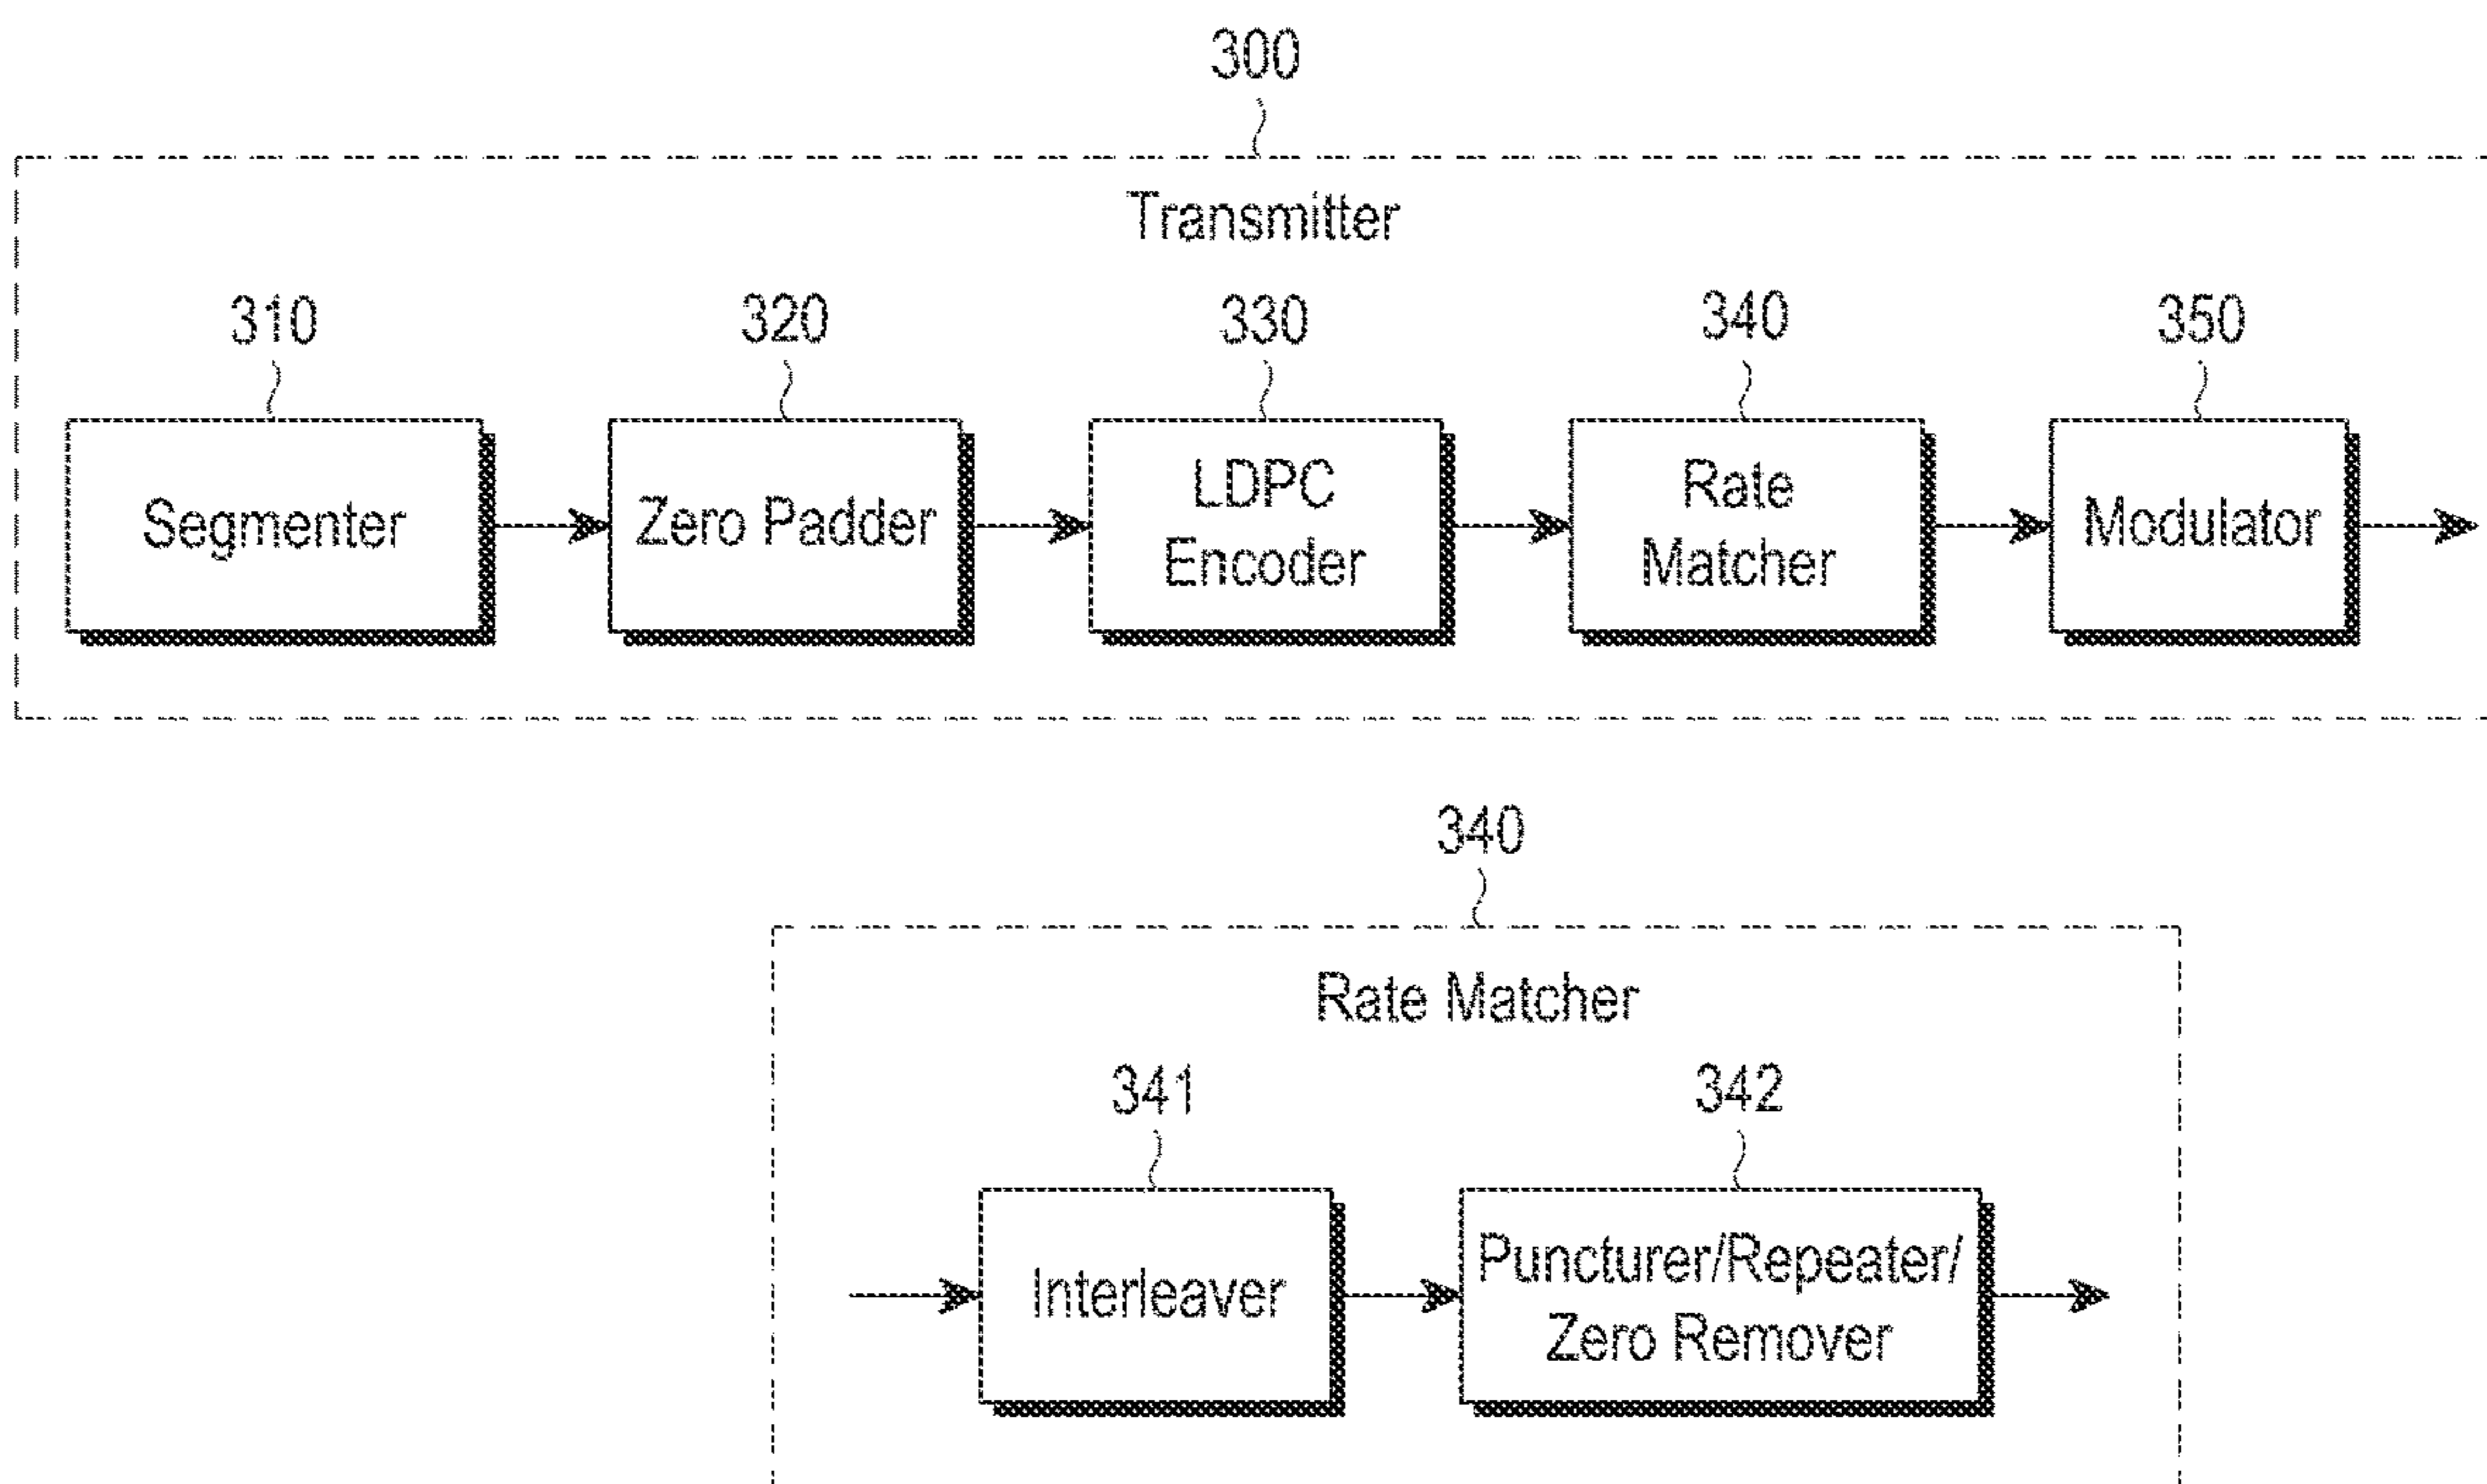 300
Transmitter
310
320
330
340
350
Segmenter
Zero Padder
LDPC
Encoder
Rate
Matcher
Modulator
340
Rate Matcher
341
342
Interleaver
Puncturer/Repeater/
Zero Remover